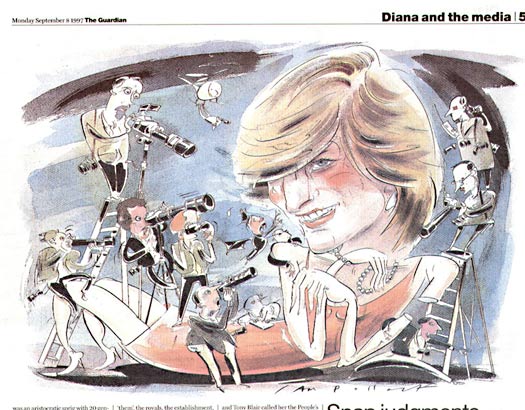 Monday September 8 1997 The Guardian
Diana and the media | 5
was an aristocratic sprig with 20 gen-
'them', the royals, the establishment,
and Tony Blair called her the People's
Snap judgments